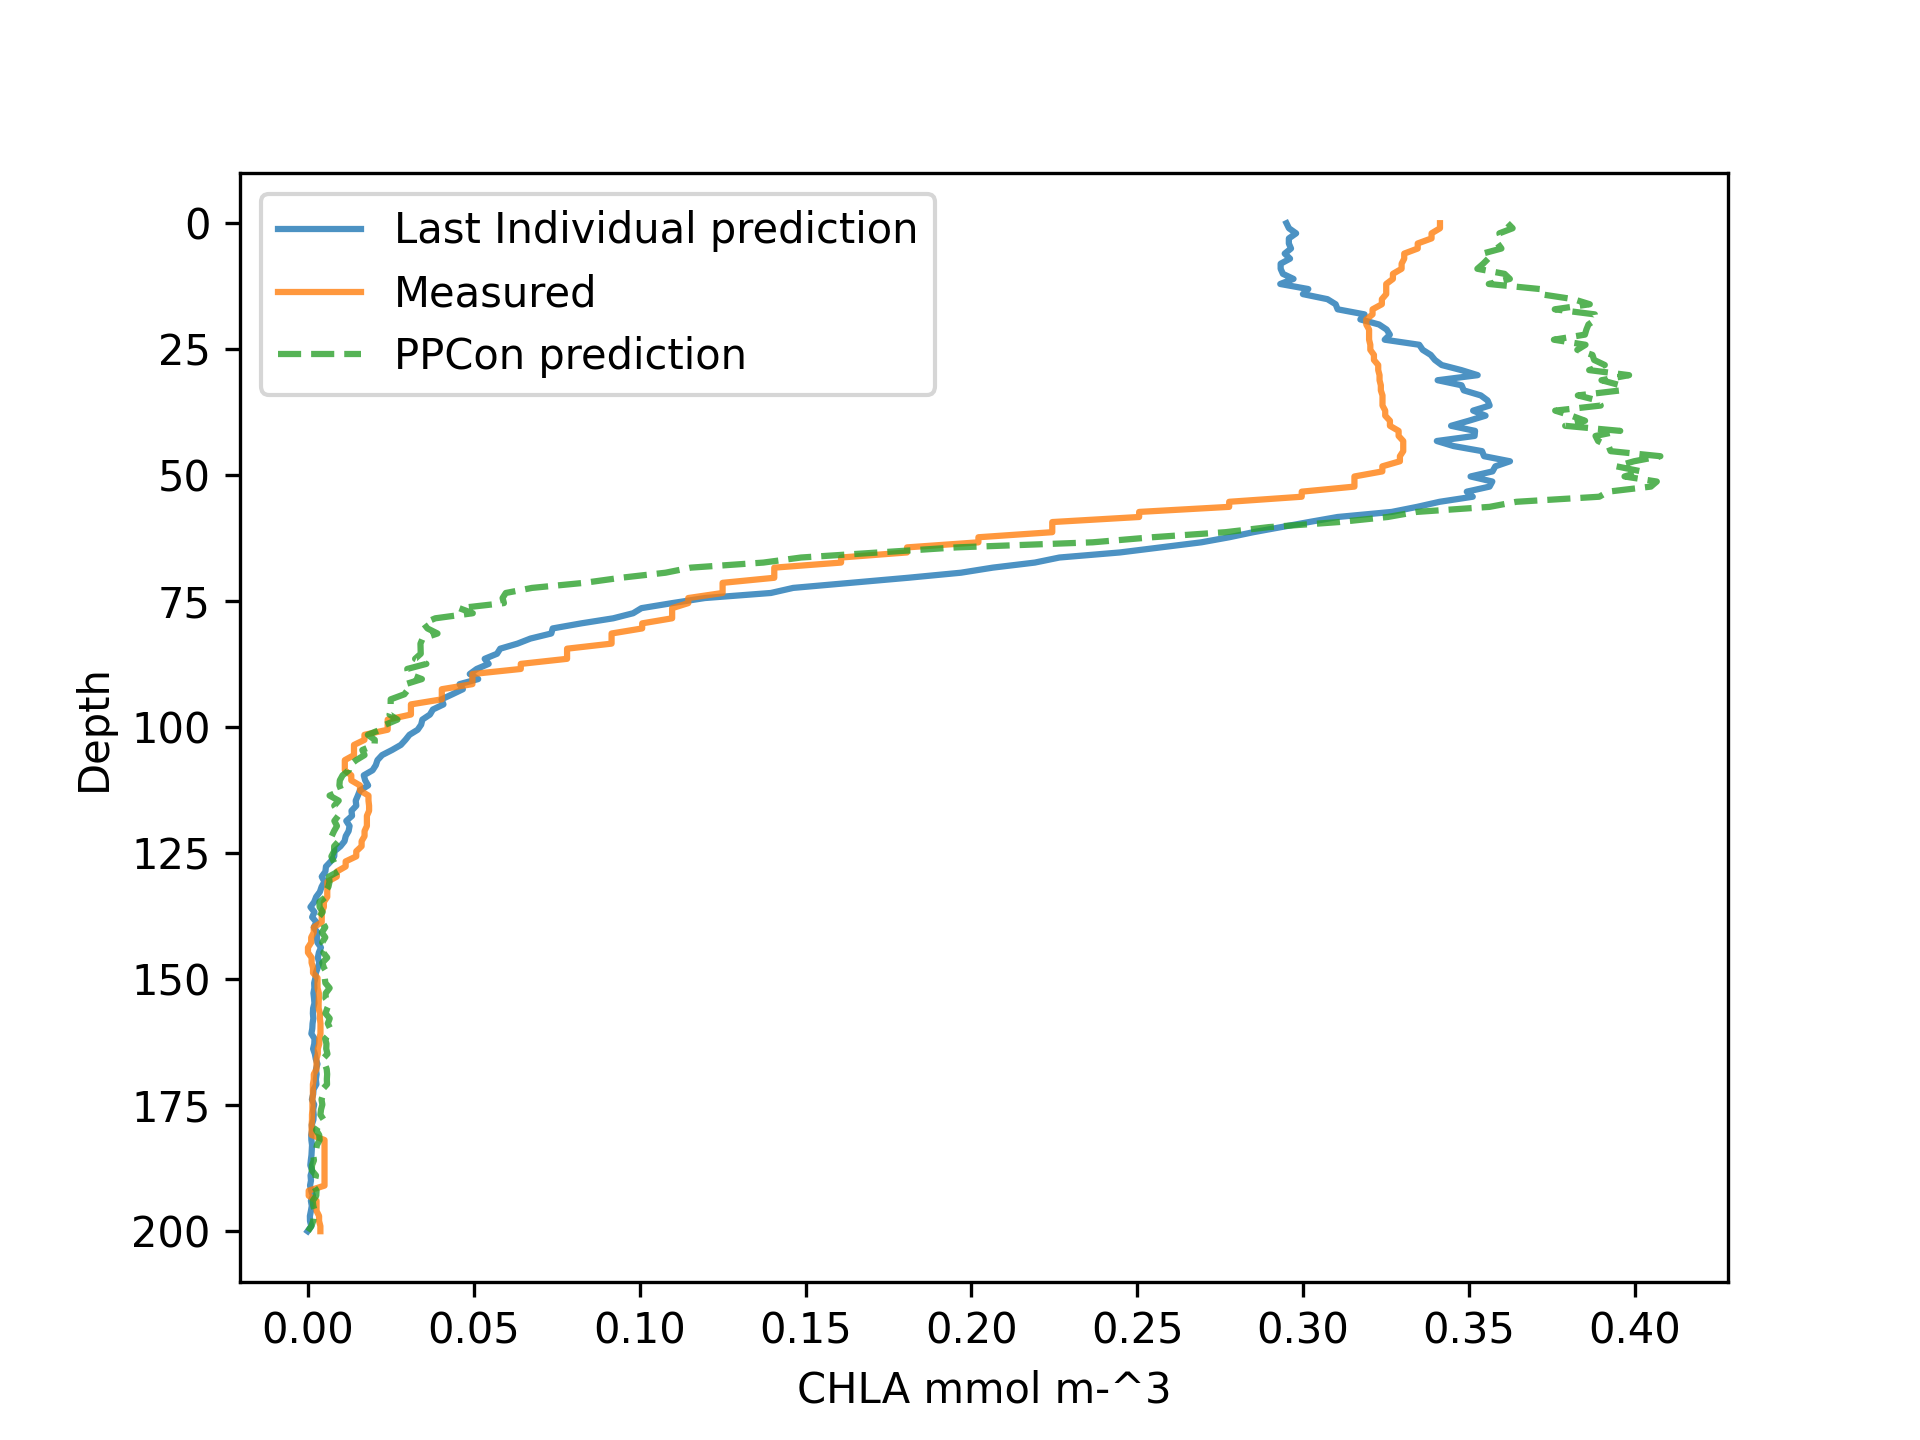 Last Individual prediction
Measured
PPCon prediction
0
25
50
75
100
125
150
175
200
Depth
0.00 0.05 0.10 0.15 0.20 0.25 0.30 0.35 0.40
CHLA mmol m-^3